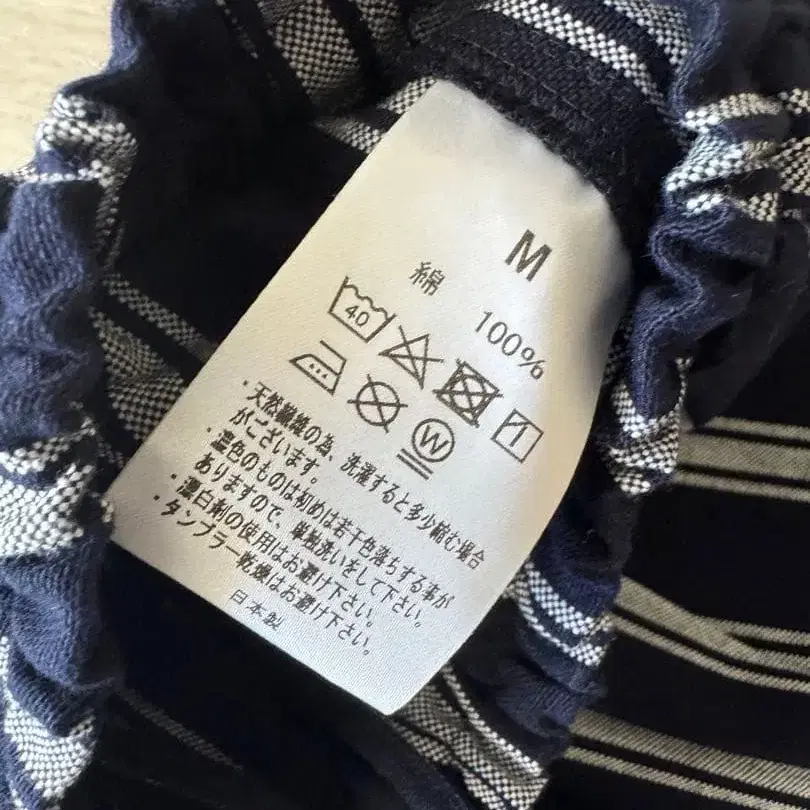 M
綿 100%
40
W
・天然繊維の為、洗濯すると多少縮む場合
がございます。
・濃色のものは初めは若干色落ちする事が
ありますので、単独洗いをして下さい。
・漂白剤の使用はお避け下さい。
・タンブラー乾燥はお避け下さい。
日本製